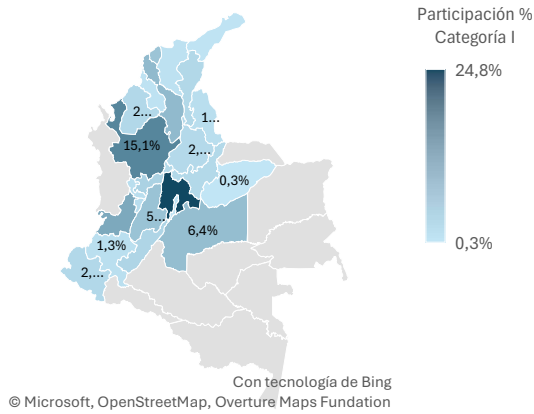 Participación %
Categoría I
24,8%
0,3%
2...
1...
15,1%
2,...
0,3%
5...
6,4%
1,3%
2,...
Con tecnología de Bing
© Microsoft, OpenStreetMap, Overture Maps Fundation